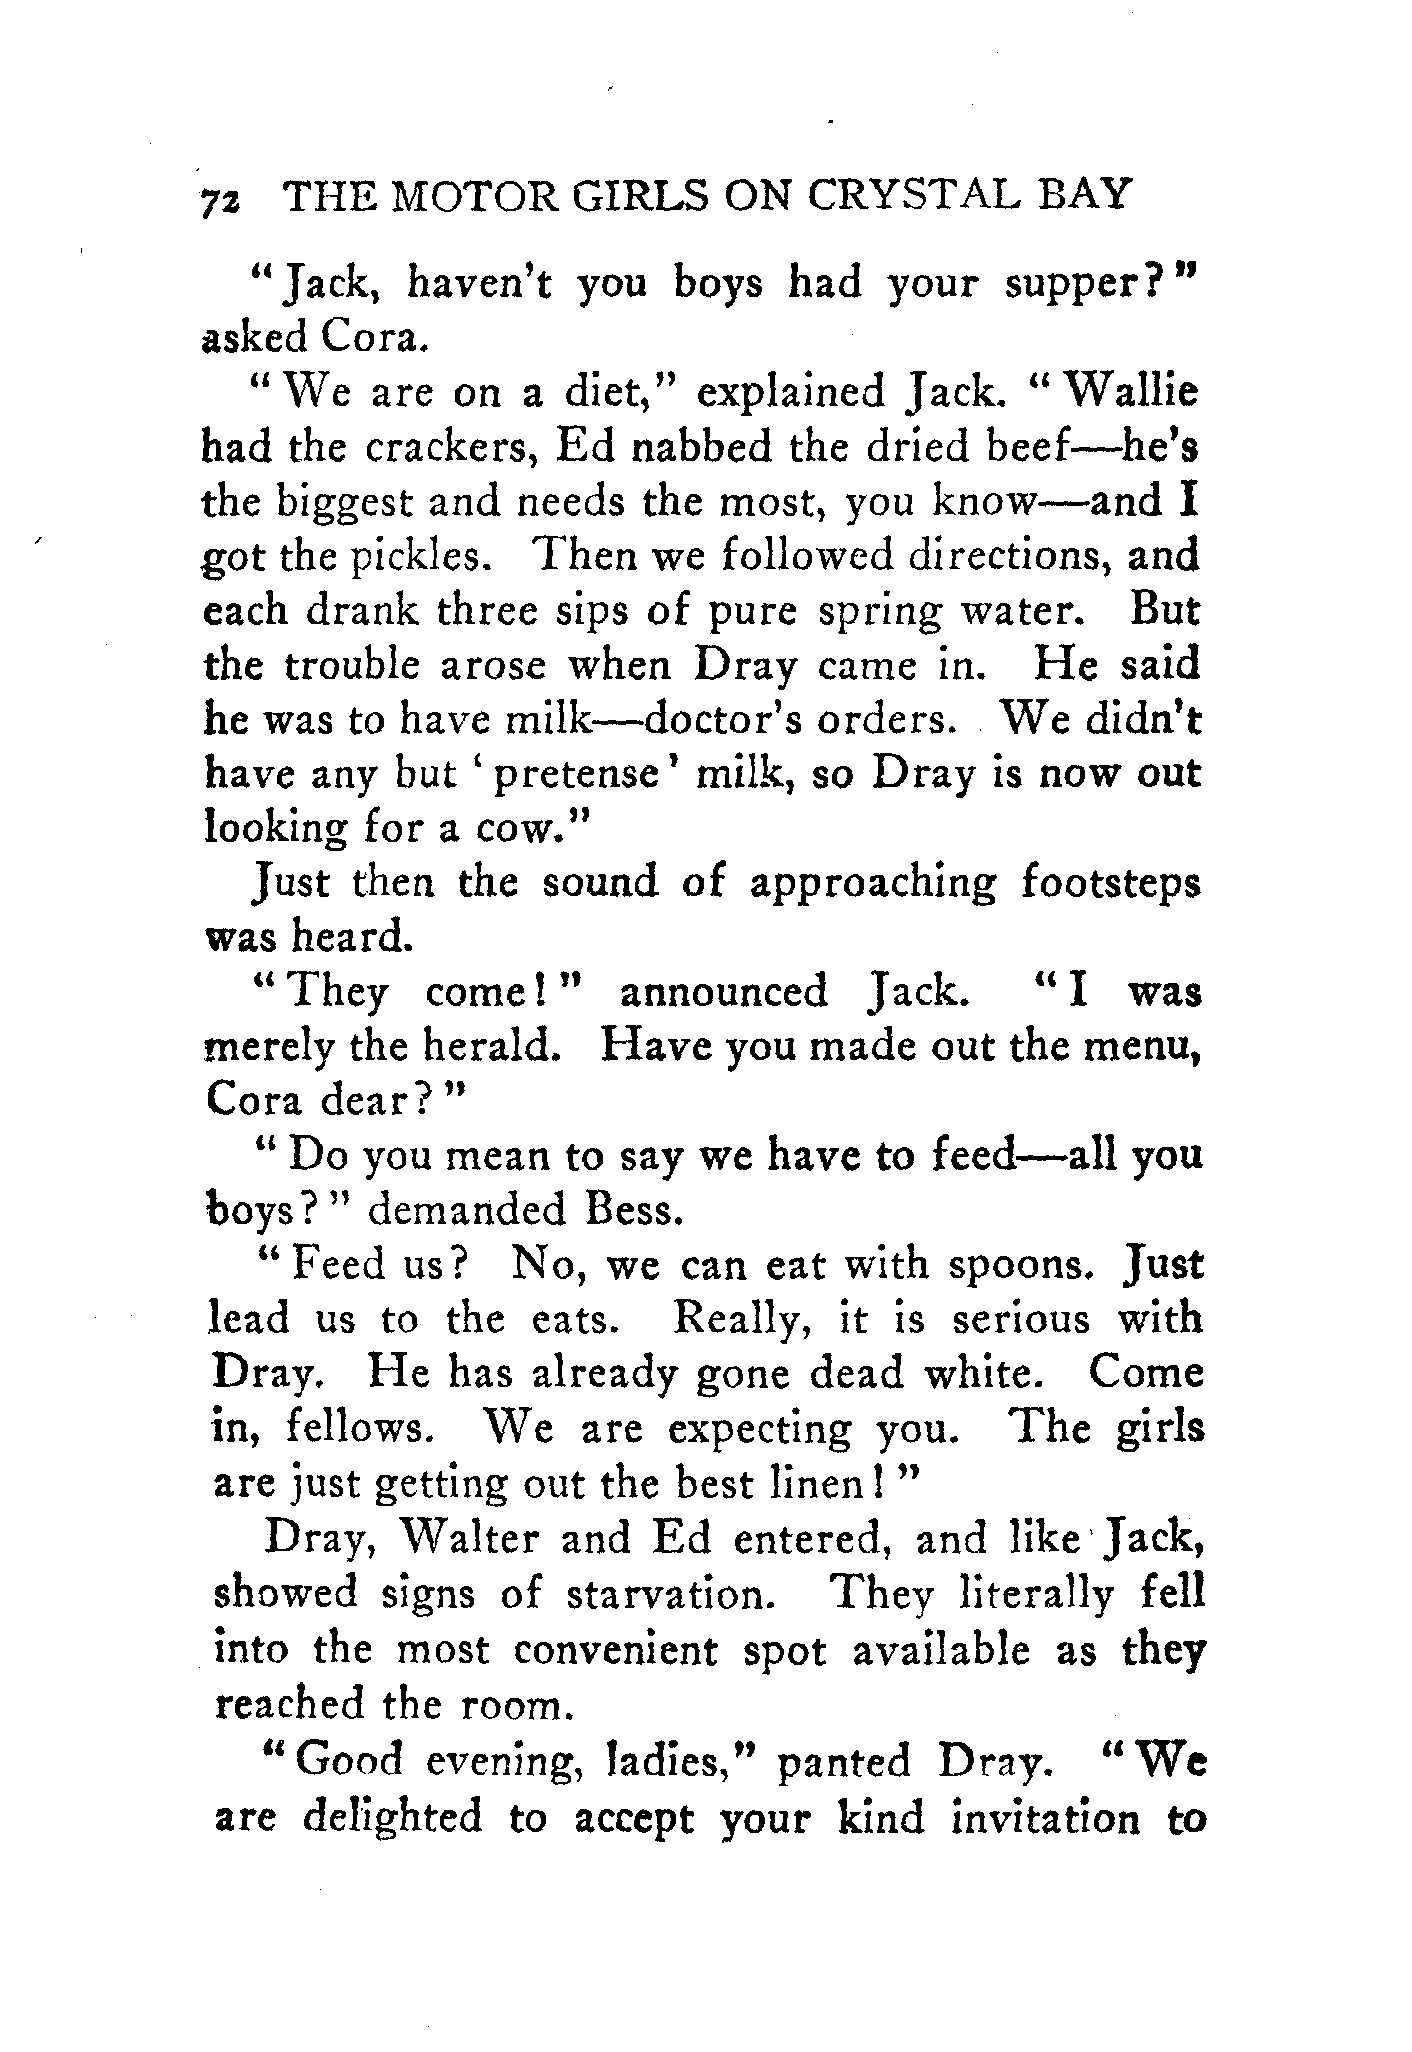 72 THE MOTOR GIRLS ON CRYSTAL BAY
"Jack, haven't you boys had your supper?"
asked Cora.
"We are on a diet," explained Jack. "Wallie
had the crackers, Ed nabbed the dried beef—he's
the biggest and needs the most, you know—and I
got the pickles. Then we followed directions, and
each drank three sips of pure spring water. But
the trouble arose when Dray came in. He said
he was to have milk—doctor's orders. We didn't
have any but 'pretense' milk, so Dray is now out
looking for a cow."
Just then the sound of approaching footsteps
was heard.
"They come!" announced Jack. "I was
merely the herald. Have you made out the menu,
Cora dear?"
"Do you mean to say we have to feed—all you
boys?" demanded Bess.
"Feed us? No, we can eat with spoons. Just
lead us to the eats. Really, it is serious with
Dray. He has already gone dead white. Come
in, fellows. We are expecting you. The girls
are just getting out the best linen!"
Dray, Walter and Ed entered, and like Jack,
showed signs of starvation. They literally fell
into the most convenient spot available as they
reached the room.
"Good evening, ladies," panted Dray. "We
are delighted to accept your kind invitation to